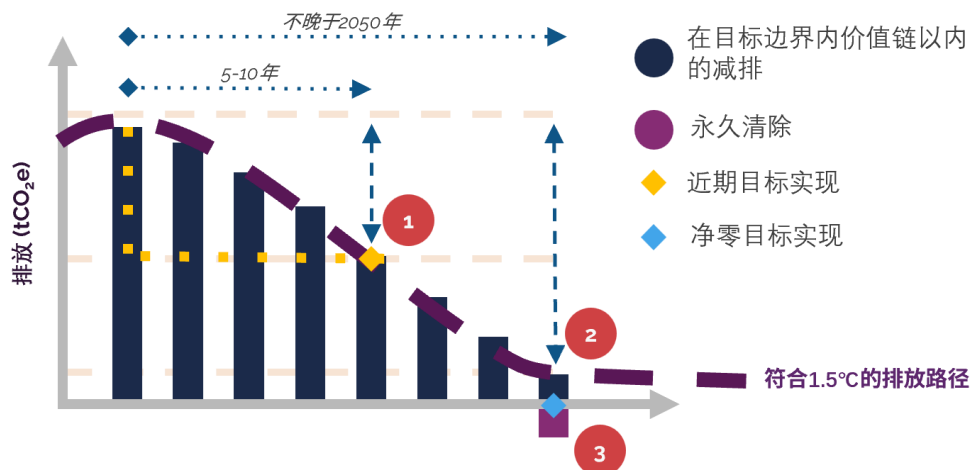 不晚于2050年
5-10年
在目标边界内价值链以内
的减排
永久清除
近期目标实现
净零目标实现
排放 (tCO₂e)
1
2
3
符合1.5℃的排放路径